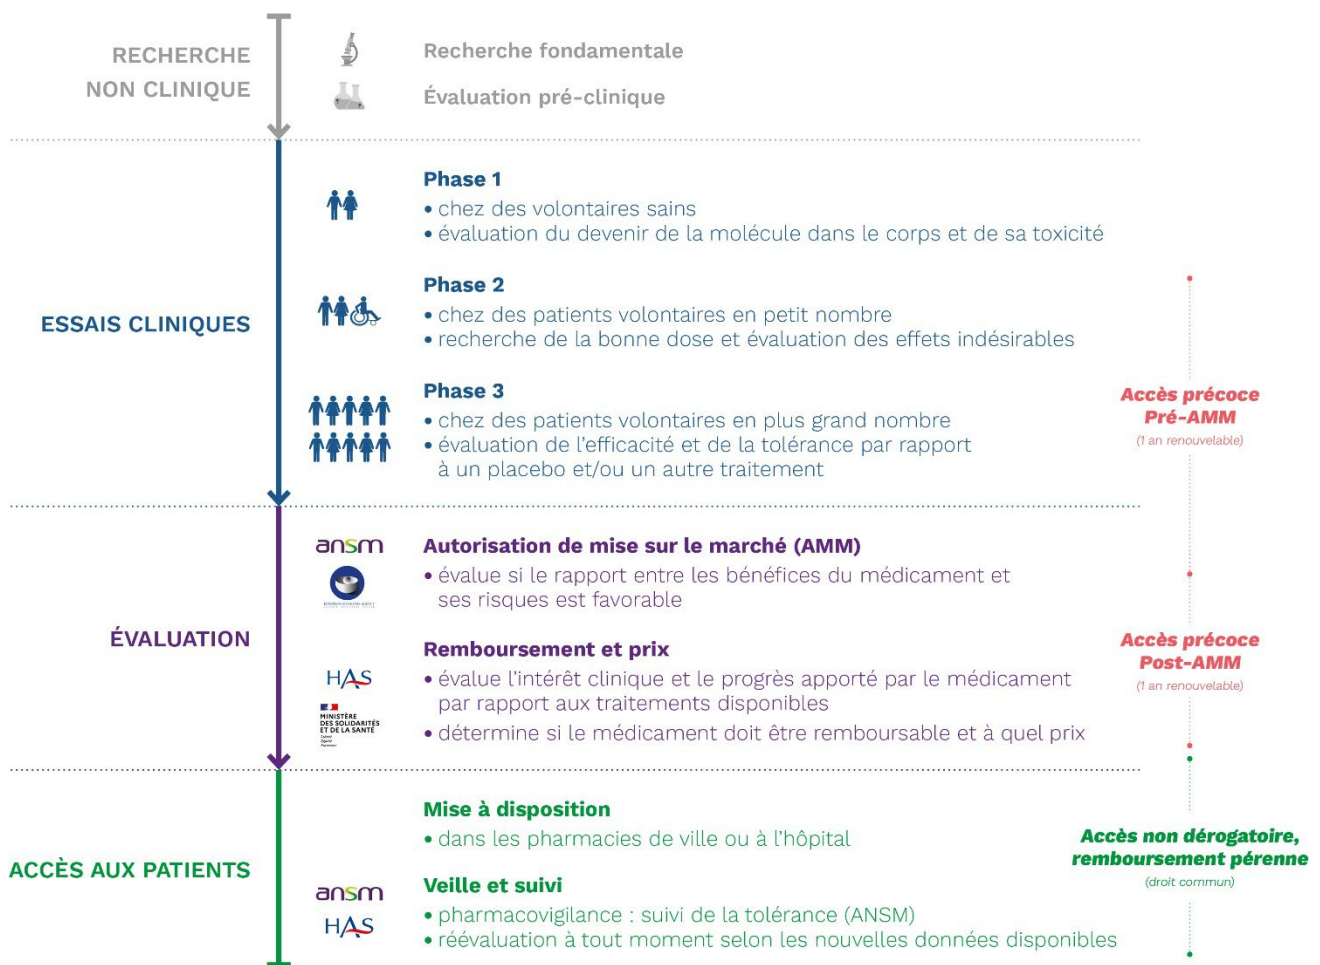 RECHERCHE
NON CLINIQUE
Recherche fondamentale
Évaluation pré-clinique
ESSAIS CLINIQUES
Phase 1
• chez des volontaires sains
• évaluation du devenir de la molécule dans le corps et de sa toxicité
Phase 2
• chez des patients volontaires en petit nombre
• recherche de la bonne dose et évaluation des effets indésirables
Phase 3
• chez des patients volontaires en plus grand nombre
• évaluation de l'efficacité et de la tolérance par rapport
à un placebo et/ou un autre traitement
Accès précoce
Pré-AMM
(1 an renouvelable)
ÉVALUATION
ansm
Autorisation de mise sur le marché (AMM)
• évalue si le rapport entre les bénéfices du médicament et
ses risques est favorable
Remboursement et prix
HAS
• évalue l'intérêt clinique et le progrès apporté par le médicament
par rapport aux traitements disponibles
MINISTÈRE
DES SOLIDARITÉS
ET DE LA SANTÉ
• détermine si le médicament doit être remboursable et à quel prix
Accès précoce
Post-AMM
(1 an renouvelable)
ACCÈS AUX PATIENTS
Mise à disposition
• dans les pharmacies de ville ou à l'hôpital
ansm
HAS
Veille et suivi
• pharmacovigilance : suivi de la tolérance (ANSM)
• réévaluation à tout moment selon les nouvelles données disponibles
Accès non dérogatoire,
remboursement pérenne
(droit commun)